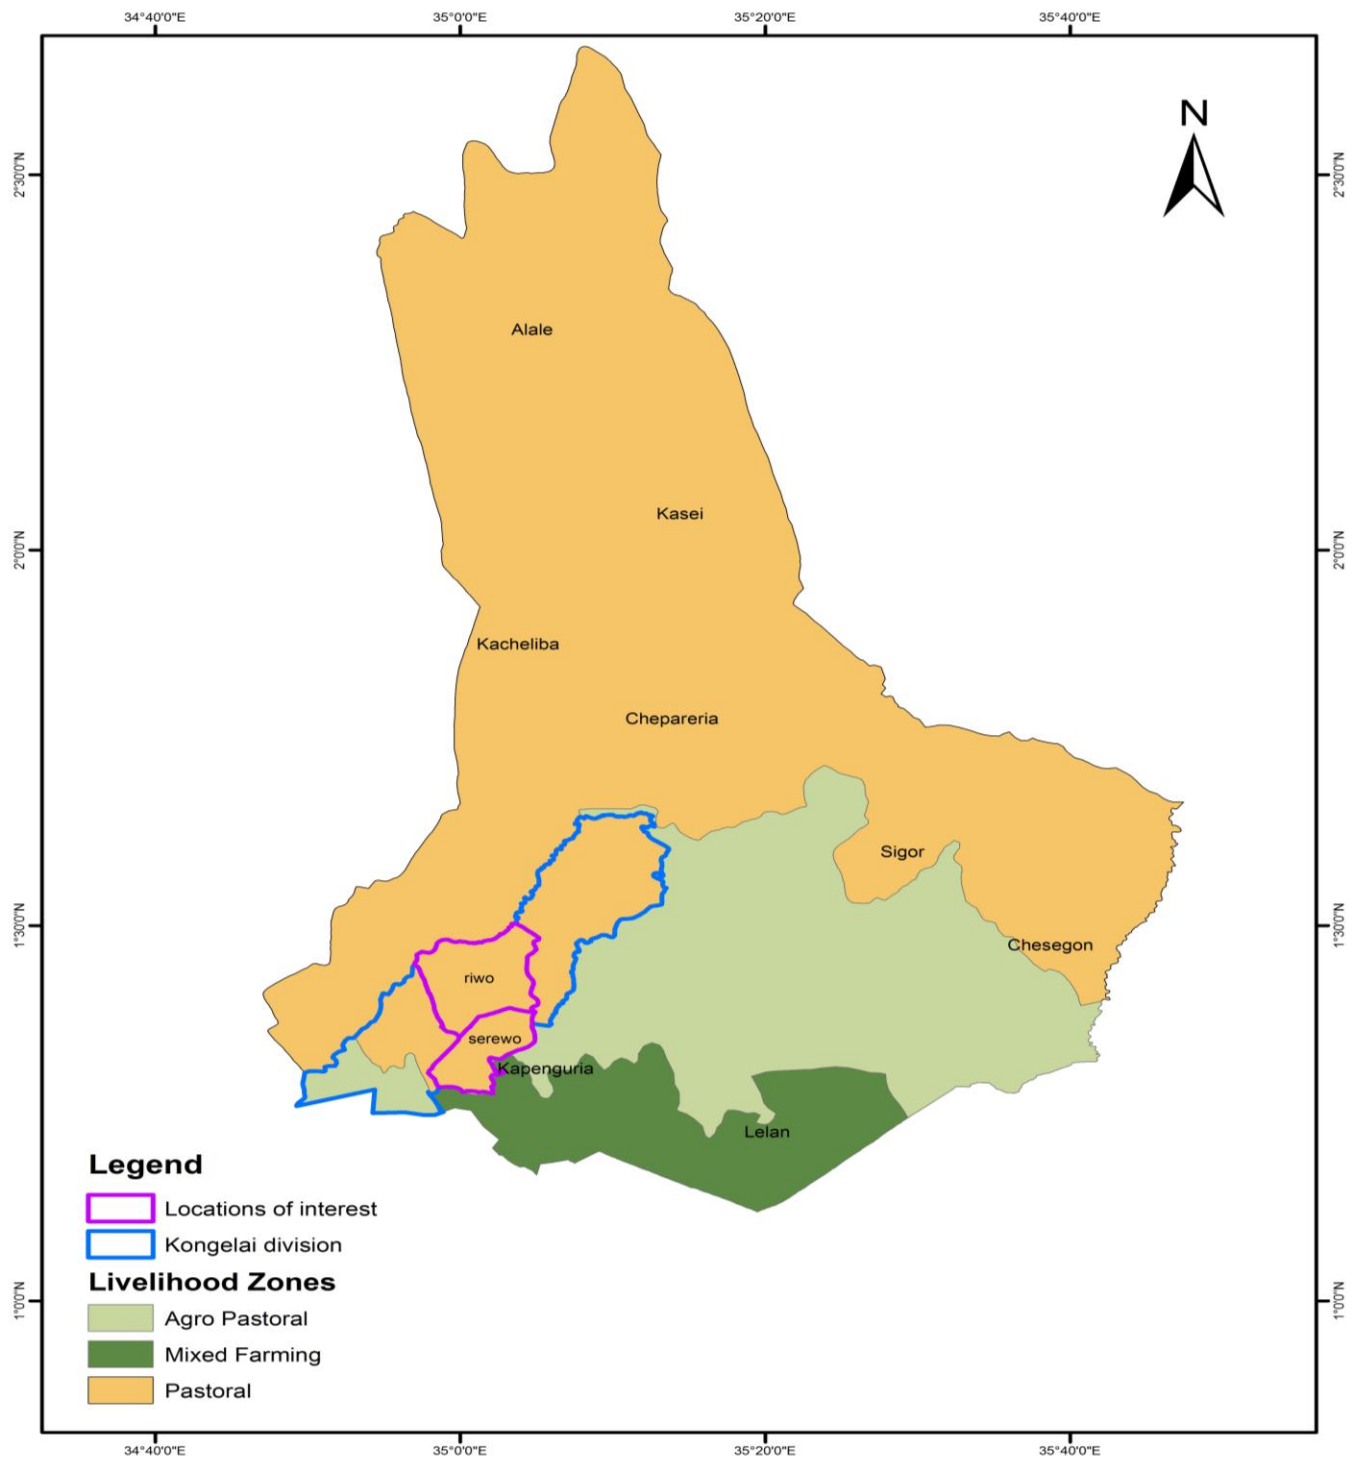 34°40'0"E 35°0'0"E 35°20'0"E 35°40'0"E
N
2°30'0"N 2°30'0"N
Alale
Kasei
2°0'0"N 2°0'0"N
Kacheliba
Chepareria
Sigor
1°30'0"N 1°30'0"N
Chesegon
riwo
serewo
Kapenguria
Lelan
Legend
Locations of interest
Kongelai division
Livelihood Zones
1°0'0"N 1°0'0"N
Agro Pastoral
Mixed Farming
Pastoral
34°40'0"E 35°0'0"E 35°20'0"E 35°40'0"E